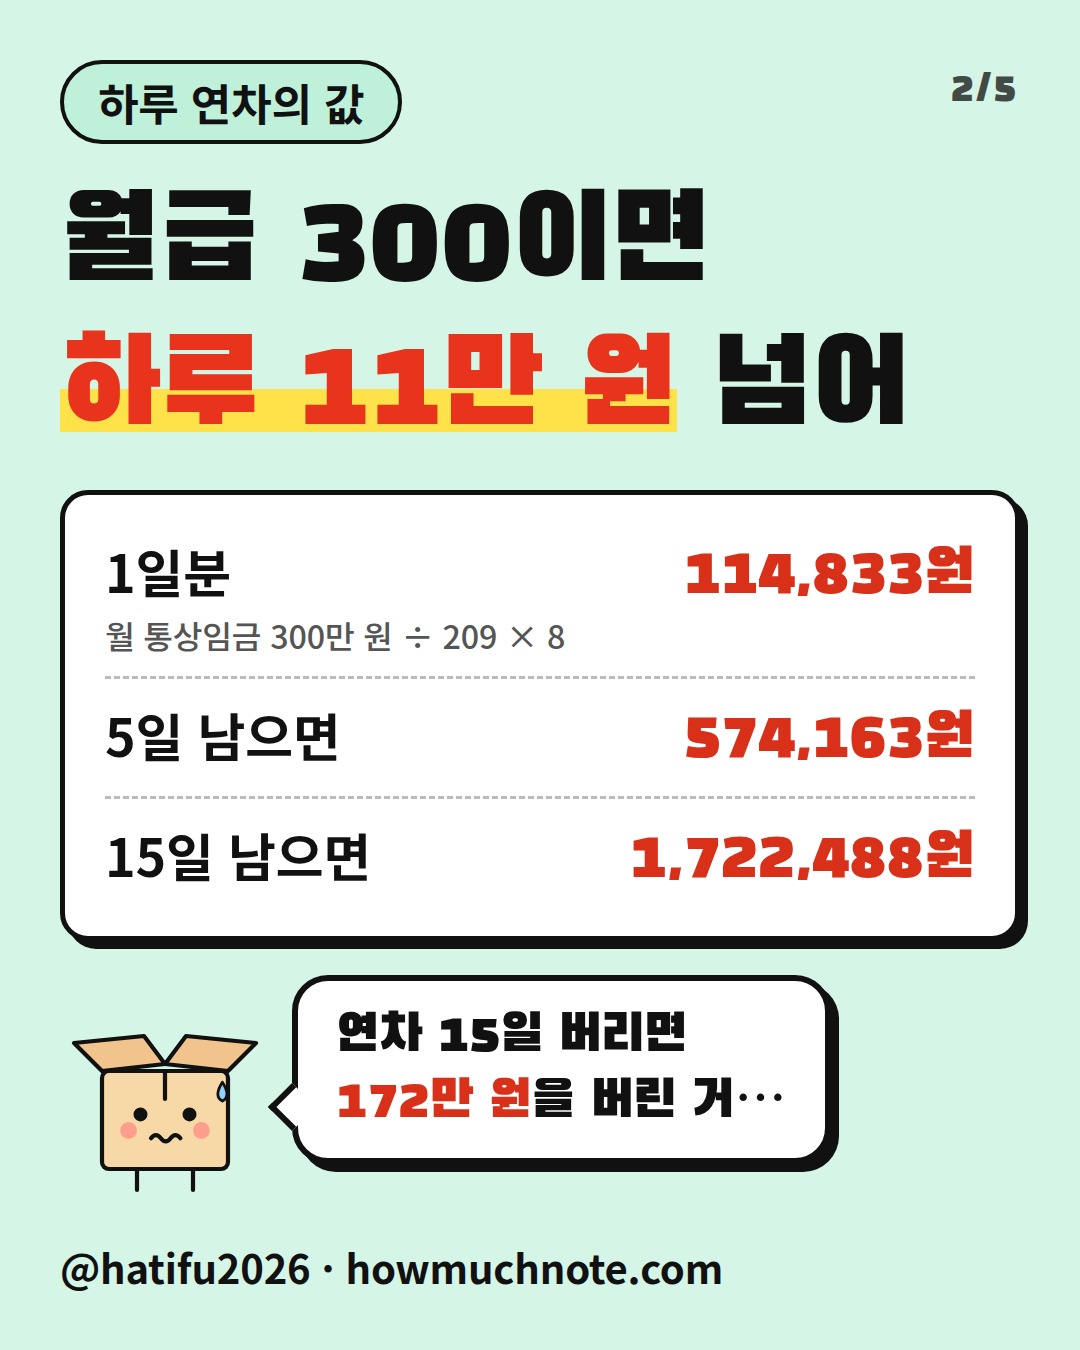 하루 연차의 값
2/5
월급 300이면
하루 11만 원 넘어
1일분
114,833원
월 통상임금 300만 원 ÷ 209 × 8
5일 남으면
574,163원
15일 남으면
1,722,488원
연차 15일 버리면
172만 원을 버린 거⋯
@hatifu2026 · howmuchnote.com